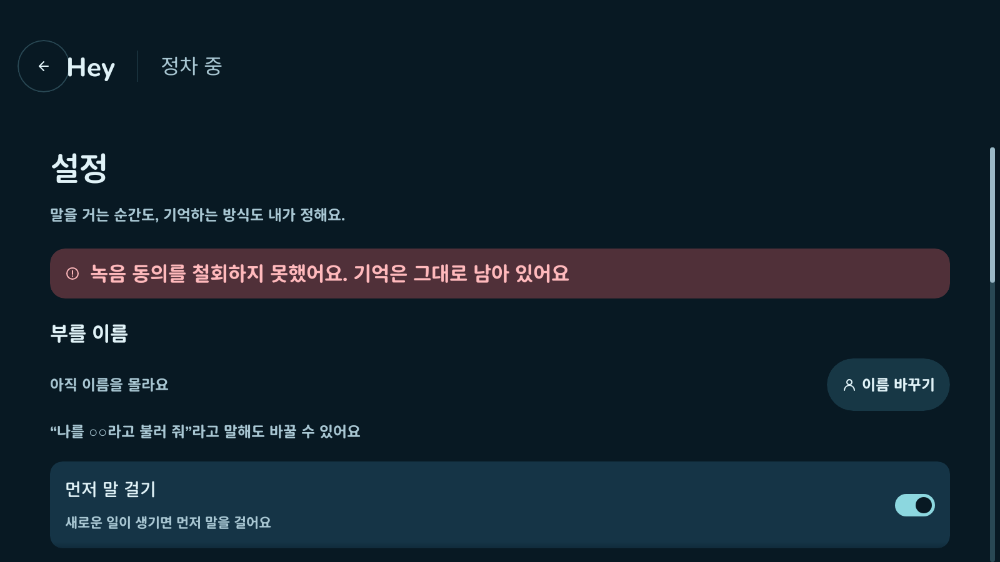 Hey
정차 중
설정
말을 거는 순간도, 기억하는 방식도 내가 정해요.
녹음 동의를 철회하지 못했어요. 기억은 그대로 남아 있어요
부를 이름
아직 이름을 몰라요
이름 바꾸기
“나를 ○○라고 불러 줘”라고 말해도 바꿀 수 있어요
먼저 말 걸기
새로운 일이 생기면 먼저 말을 걸어요